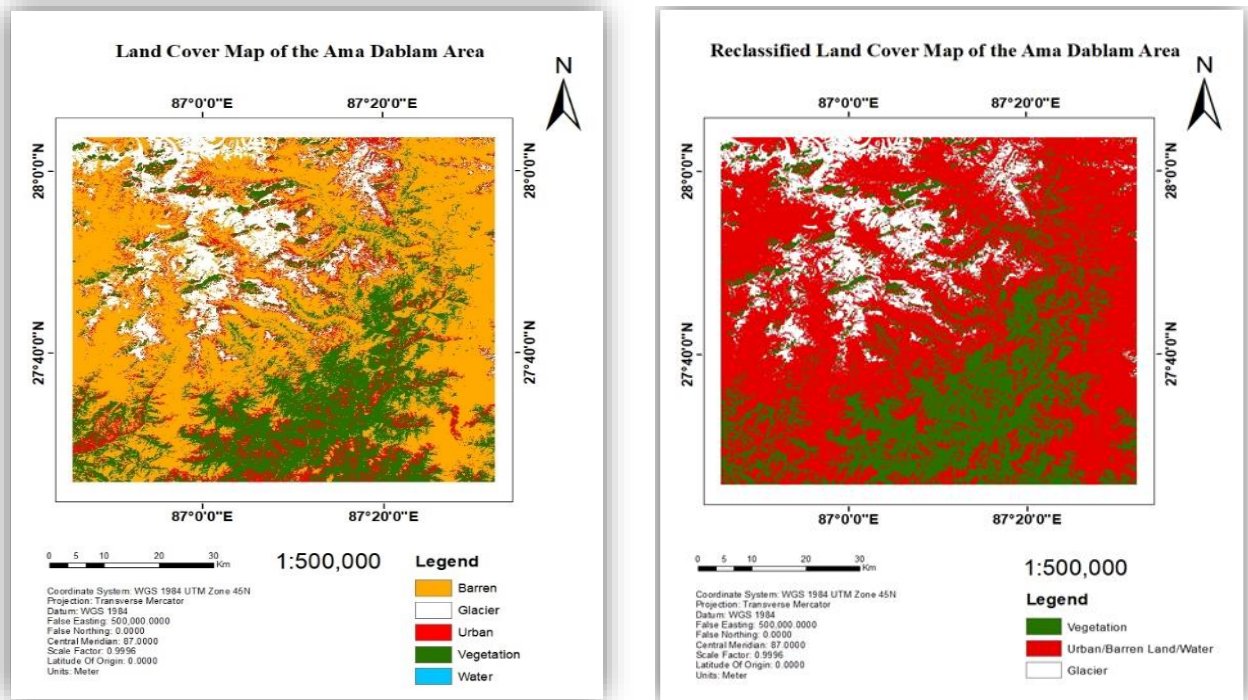 Land Cover Map of the Ama Dablam Area
N
87°0'0"E
87°20'0"E
28°0'0"N
28°0'0"N
27°40'0"N
27°40'0"N
87°0'0"E
87°20'0"E
0 5 10 20 30
Km
1:500,000
Coordinate System: WGS 1984 UTM Zone 45N
Projection: Transverse Mercator
Datum: WGS 1984
False Easting: 500,000.0000
False Northing: 0.0000
Central Meridian: 87.0000
Scale Factor: 0.9996
Latitude Of Origin: 0.0000
Units: Meter
Legend
Barren
Glacier
Urban
Vegetation
Water
Reclassified Land Cover Map of the Ama Dablam Area
N
87°0'0"E
87°20'0"E
28°0'0"N
28°0'0"N
27°40'0"N
27°40'0"N
87°0'0"E
87°20'0"E
0 5 10 20 30
Km
Coordinate System: WGS 1984 UTM Zone 45N
Projection: Transverse Mercator
Datum: WGS 1984
False Easting: 500,000.0000
False Northing: 0.0000
Central Meridian: 87.0000
Scale Factor: 0.9996
Latitude Of Origin: 0.0000
Units: Meter
1:500,000
Legend
Vegetation
Urban/Barren Land/Water
Glacier